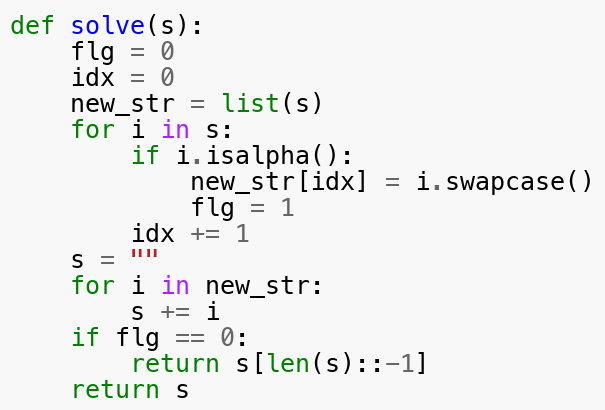 def solve(s):
    flg = 0
    idx = 0
    new_str = list(s)
    for i in s:
        if i.isalpha():
            new_str[idx] = i.swapcase()
            flg = 1
        idx += 1
    s = ""
    for i in new_str:
        s += i
    if flg == 0:
        return s[len(s)::-1]
    return s